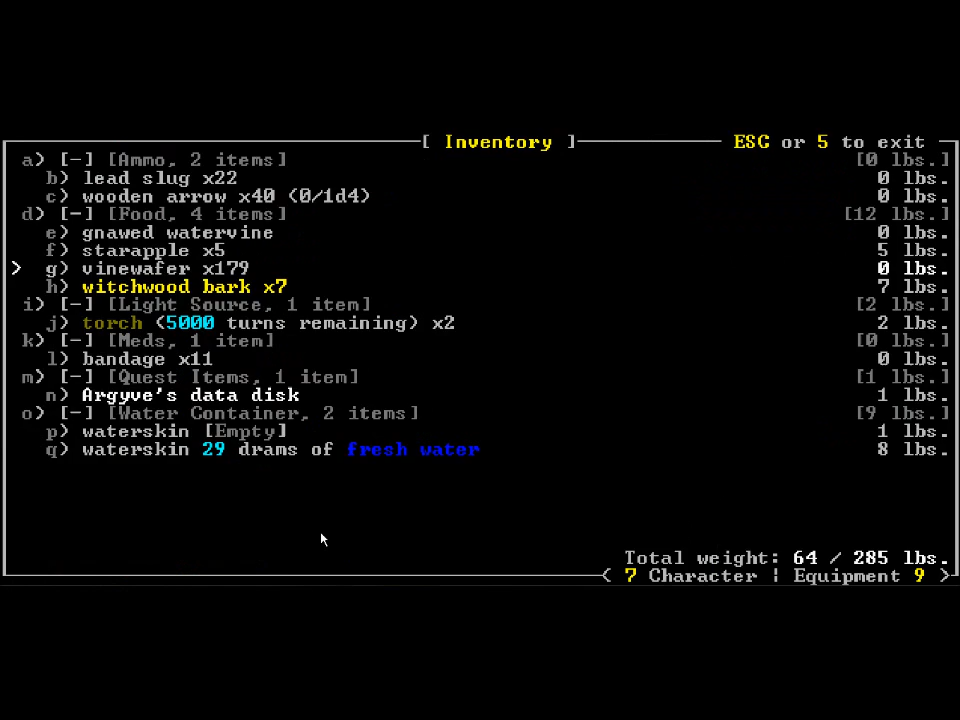 [ Inventory ] ESC or 5 to exit
a) [-] [Ammo, 2 items] [0 lbs.]
b) lead slug x22 0 lbs.
c) wooden arrow x40 (0/1d4) 0 lbs.
d) [-] [Food, 4 items] [12 lbs.]
e) gnawed watervine 0 lbs.
f) starapple x5 5 lbs.
> g) vinewafer x179 0 lbs.
h) witchwood bark x7 7 lbs.
i) [-] [Light Source, 1 item] [2 lbs.]
j) torch (5000 turns remaining) x2 2 lbs.
k) [-] [Meds, 1 item] [0 lbs.]
l) bandage x11 0 lbs.
m) [-] [Quest Items, 1 item] [1 lbs.]
n) Argyve's data disk 1 lbs.
o) [-] [Water Container, 2 items] [9 lbs.]
p) waterskin [Empty] 1 lbs.
q) waterskin 29 drams of fresh water 8 lbs.
Total weight: 64 / 285 lbs.
< 7 Character | Equipment 9 >